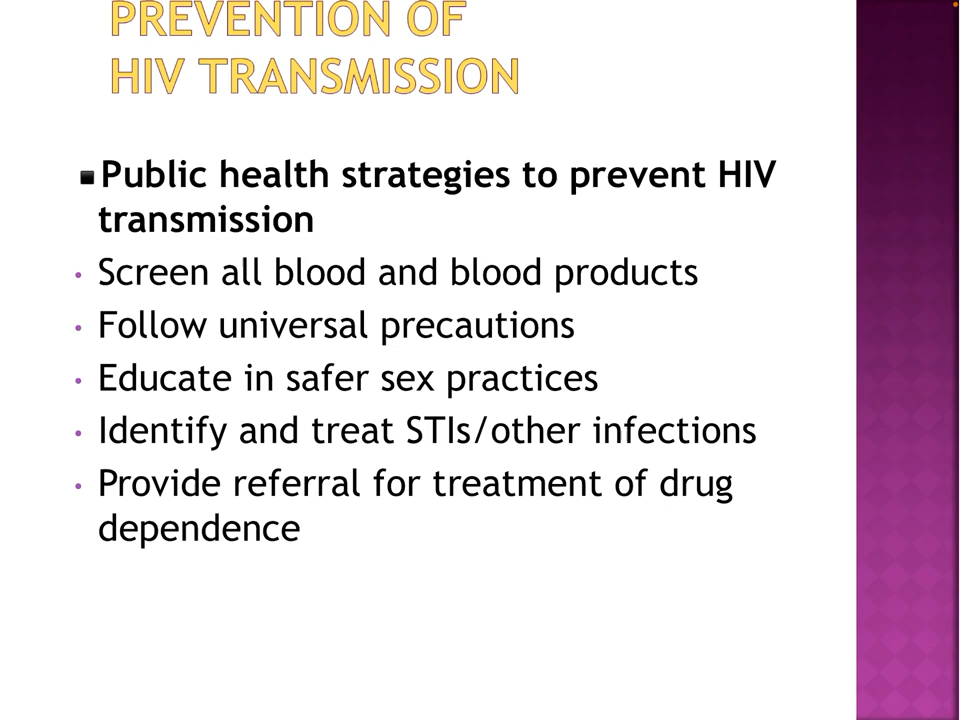 PREVENTION OF
HIV TRANSMISSION
Public health strategies to prevent HIV
transmission
• Screen all blood and blood products
• Follow universal precautions
• Educate in safer sex practices
• Identify and treat STIs/other infections
• Provide referral for treatment of drug
dependence